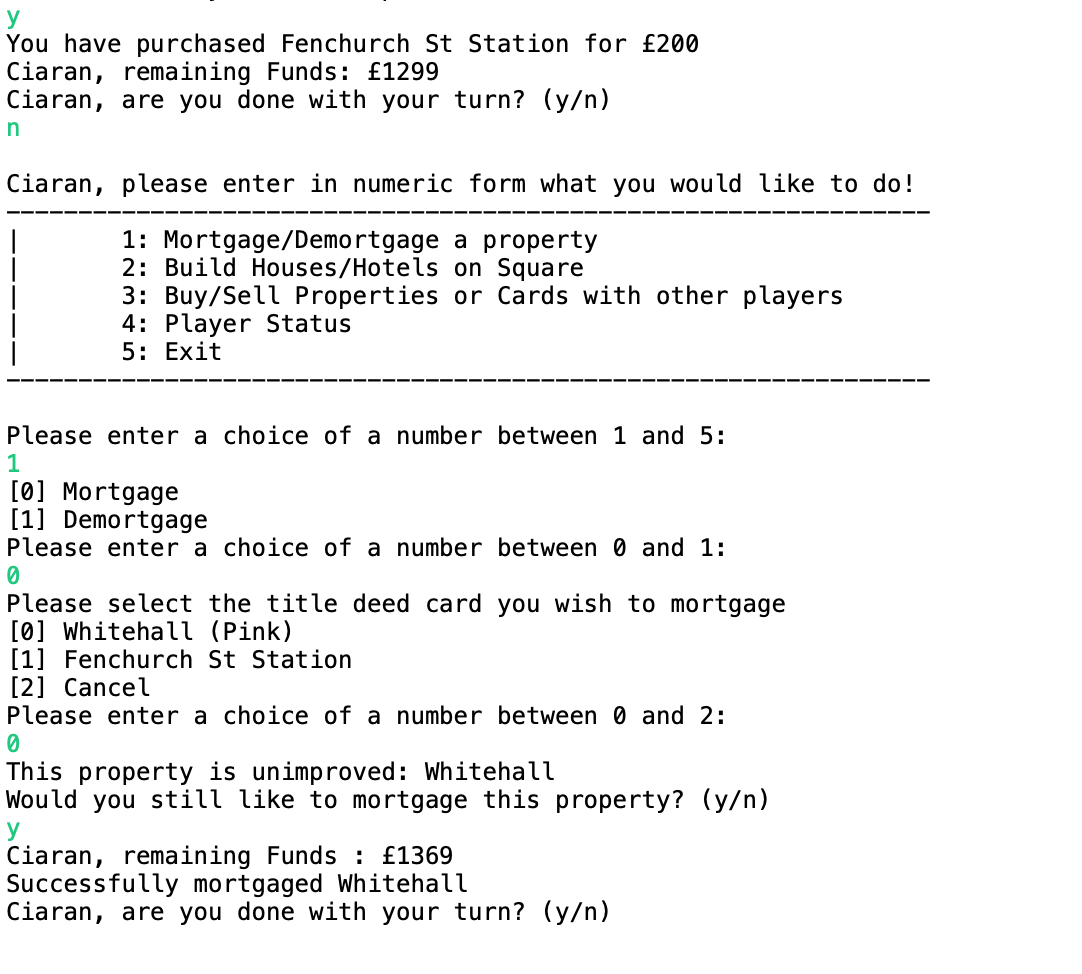 y
You have purchased Fenchurch St Station for £200
Ciaran, remaining Funds: £1299
Ciaran, are you done with your turn? (y/n)
n
Ciaran, please enter in numeric form what you would like to do!
----------------------------------------------------------------
|       1: Mortgage/Demortgage a property
|       2: Build Houses/Hotels on Square
|       3: Buy/Sell Properties or Cards with other players
|       4: Player Status
|       5: Exit
----------------------------------------------------------------
Please enter a choice of a number between 1 and 5:
1
[0] Mortgage
[1] Demortgage
Please enter a choice of a number between 0 and 1:
0
Please select the title deed card you wish to mortgage
[0] Whitehall (Pink)
[1] Fenchurch St Station
[2] Cancel
Please enter a choice of a number between 0 and 2:
0
This property is unimproved: Whitehall
Would you still like to mortgage this property? (y/n)
y
Ciaran, remaining Funds : £1369
Successfully mortgaged Whitehall
Ciaran, are you done with your turn? (y/n)